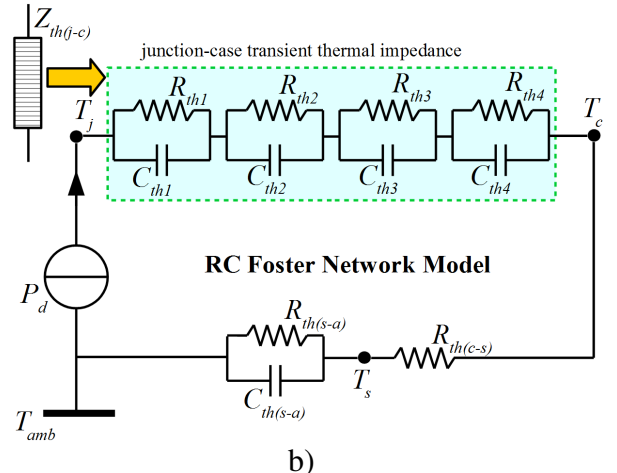 Z_th(j-c)
junction-case transient thermal impedance
R_th1 R_th2 R_th3 R_th4
T_j T_c
C_th1 C_th2 C_th3 C_th4
RC Foster Network Model
P_d
R_th(s-a)
R_th(c-s)
T_s
C_th(s-a)
T_amb
b)